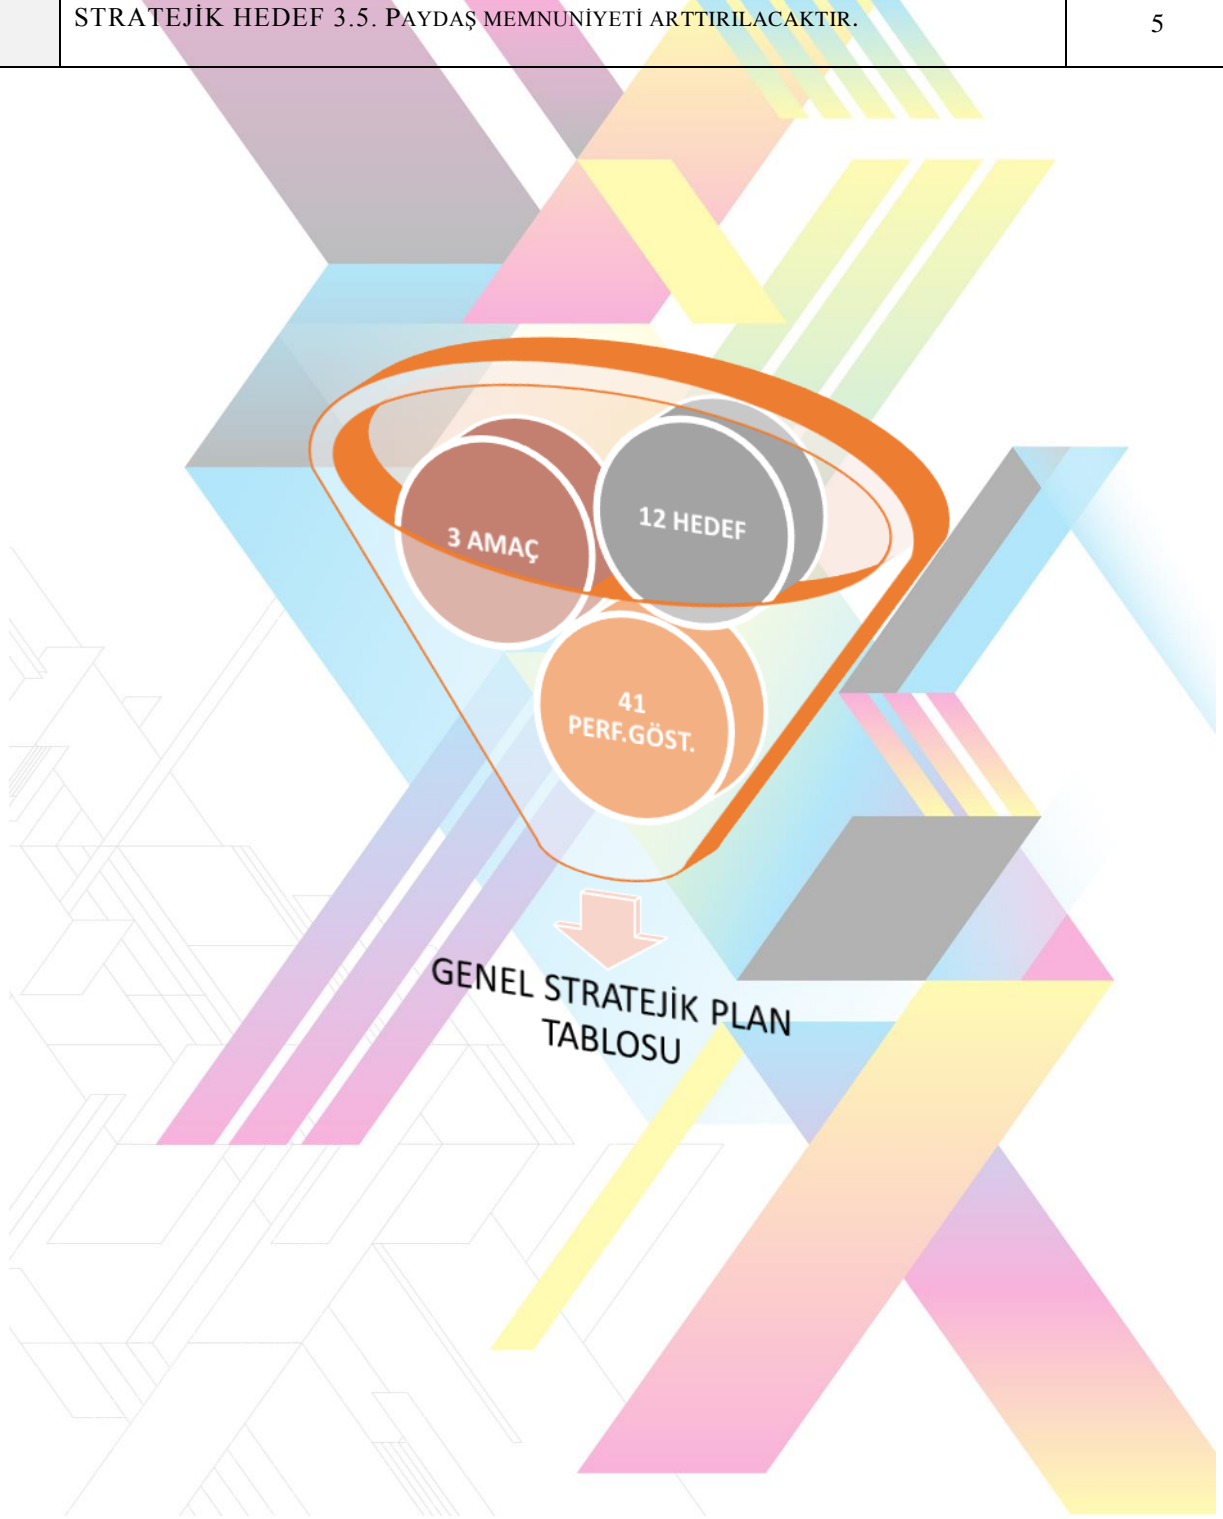 STRATEJİK HEDEF 3.5. PAYDAŞ MEMNUNİYETİ ARTTIRILACAKTIR.
5
3 AMAÇ
12 HEDEF
41
PERF.GÖST.
GENEL STRATEJİK PLAN
TABLOSU